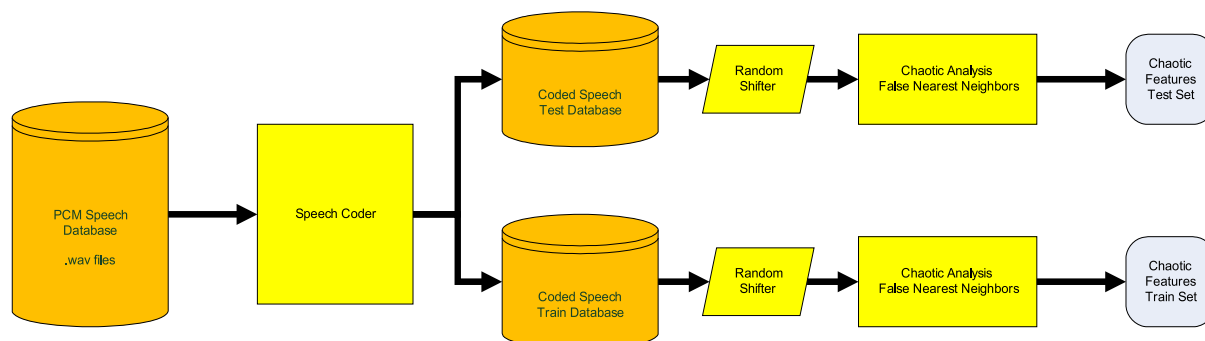 PCM Speech
Database
.wav files
Speech Coder
Coded Speech
Test Database
Random
Shifter
Chaotic Analysis
False Nearest Neighbors
Chaotic
Features
Test Set
Coded Speech
Train Database
Random
Shifter
Chaotic Analysis
False Nearest Neighbors
Chaotic
Features
Train Set